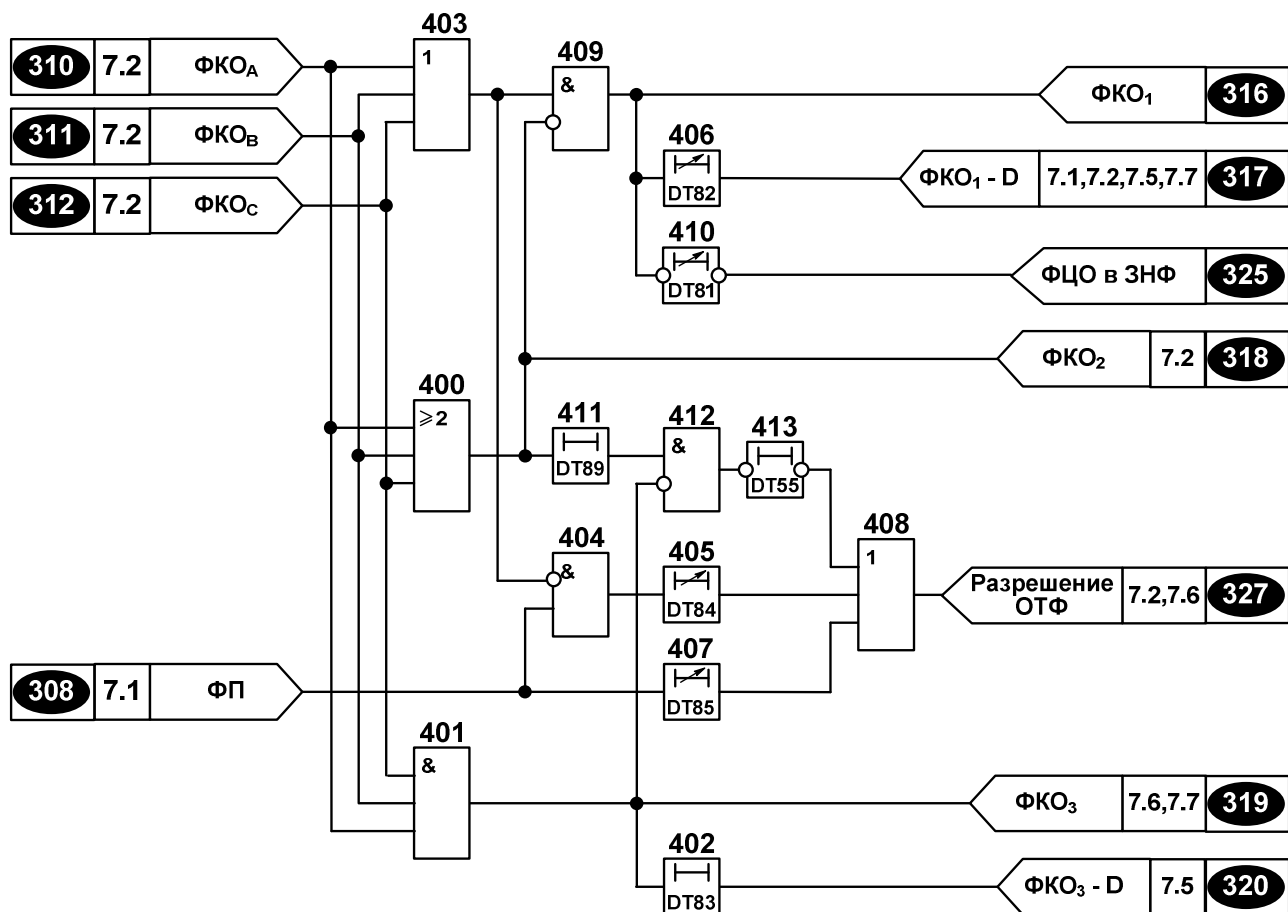 403
310 7.2 ФКОA
1
409
&
ФКО1 316
311 7.2 ФКОB
406
DT82
ФКО1 - D 7.1,7.2,7.5,7.7 317
312 7.2 ФКОC
410
DT81
ФЦО в ЗНФ 325
ФКО2 7.2 318
400
⩾2
411
DT89
412
&
413
DT55
408
1
404
&
405
DT84
Разрешение
ОТФ
7.2,7.6 327
407
DT85
308 7.1 ФП
401
&
ФКО3 7.6,7.7 319
402
DT83
ФКО3 - D 7.5 320